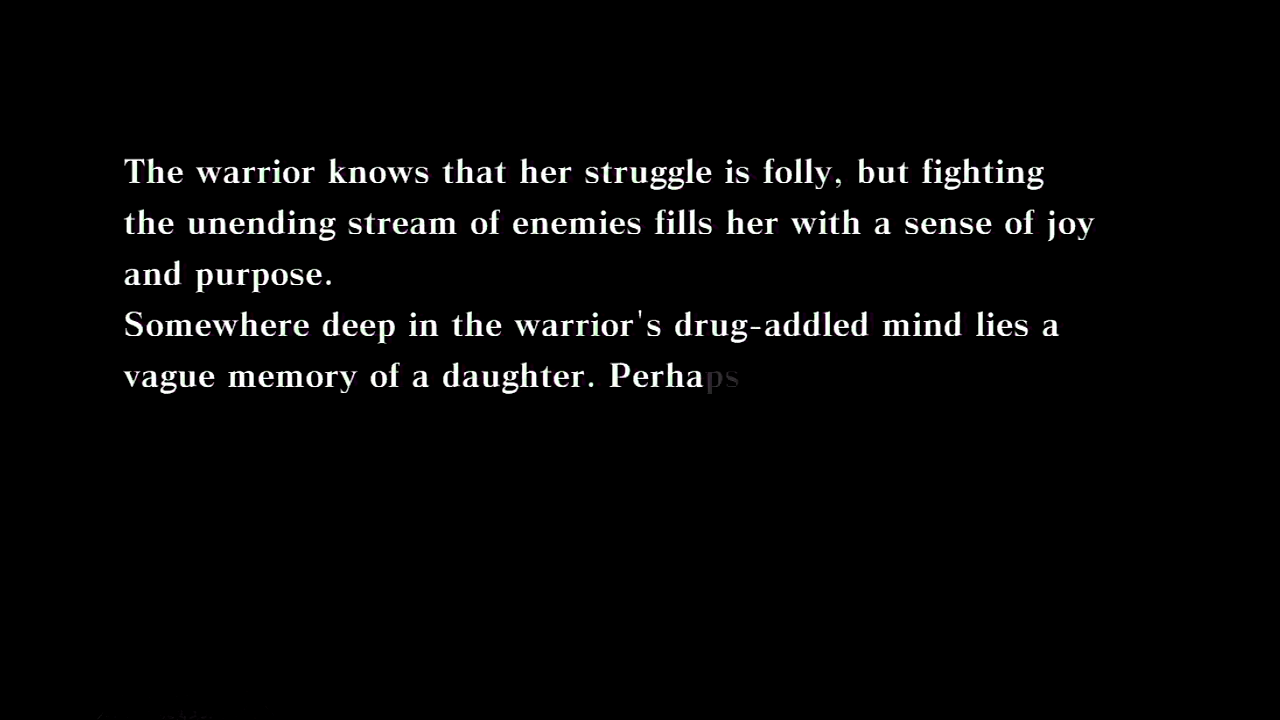 The warrior knows that her struggle is folly, but fighting
the unending stream of enemies fills her with a sense of joy
and purpose.
Somewhere deep in the warrior's drug-addled mind lies a
vague memory of a daughter. Perhaps